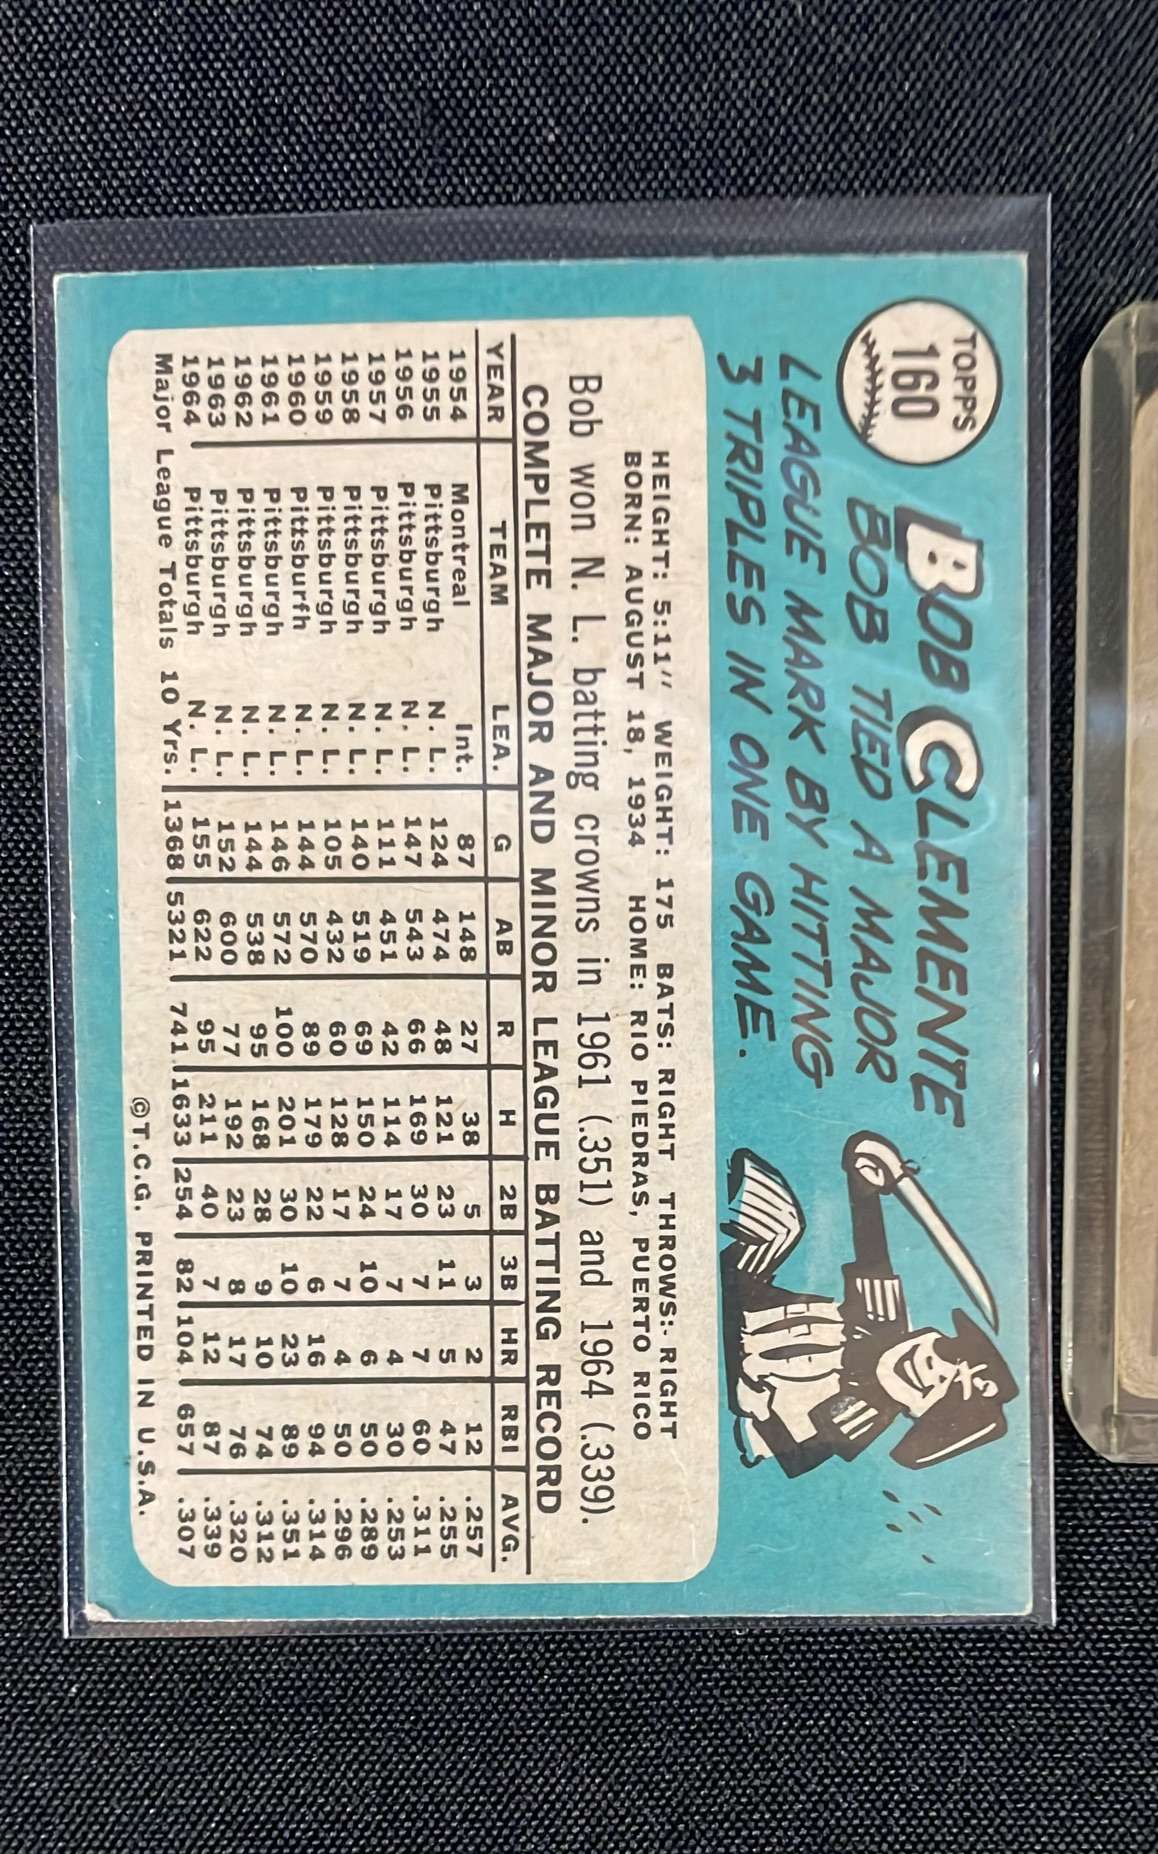 TOPPS
160
BOB CLEMENTE
BOB TIED A MAJOR
LEAGUE MARK BY HITTING
3 TRIPLES IN ONE GAME.
HEIGHT: 5:11" WEIGHT: 175 BATS: RIGHT THROWS:- RIGHT
BORN: AUGUST 18, 1934 HOME: RIO PIEDRAS, PUERTO RICO
Bob won N. L. batting crowns in 1961 (.351) and 1964 (.339).
COMPLETE MAJOR AND MINOR LEAGUE BATTING RECORD
YEAR TEAM LEA. G AB R H 2B 3B HR RBI AVG.
1954 Montreal Int. 87 148 27 38 5 3 2 12 .257
1955 Pittsburgh N. L. 124 474 48 121 23 11 5 47 .255
1956 Pittsburgh N. L. 147 543 66 169 30 7 7 60 .311
1957 Pittsburgh N. L. 111 451 42 114 17 7 4 30 .253
1958 Pittsburgh N. L. 140 519 69 150 24 10 6 50 .289
1959 Pittsburgh N. L. 105 432 60 128 17 7 4 50 .296
1960 Pittsburfh N. L. 144 570 89 179 22 6 16 94 .314
1961 Pittsburgh N. L. 146 572 100 201 30 10 23 89 .351
1962 Pittsburgh N. L. 144 538 95 168 28 9 10 74 .312
1963 Pittsburgh N. L. 152 600 77 192 23 8 17 76 .320
1964 Pittsburgh N. L. 155 622 95 211 40 7 12 87 .339
Major League Totals 10 Yrs. 1368 5321 741 1633 254 82 104 657 .307
©T.C.G. PRINTED IN U.S.A.